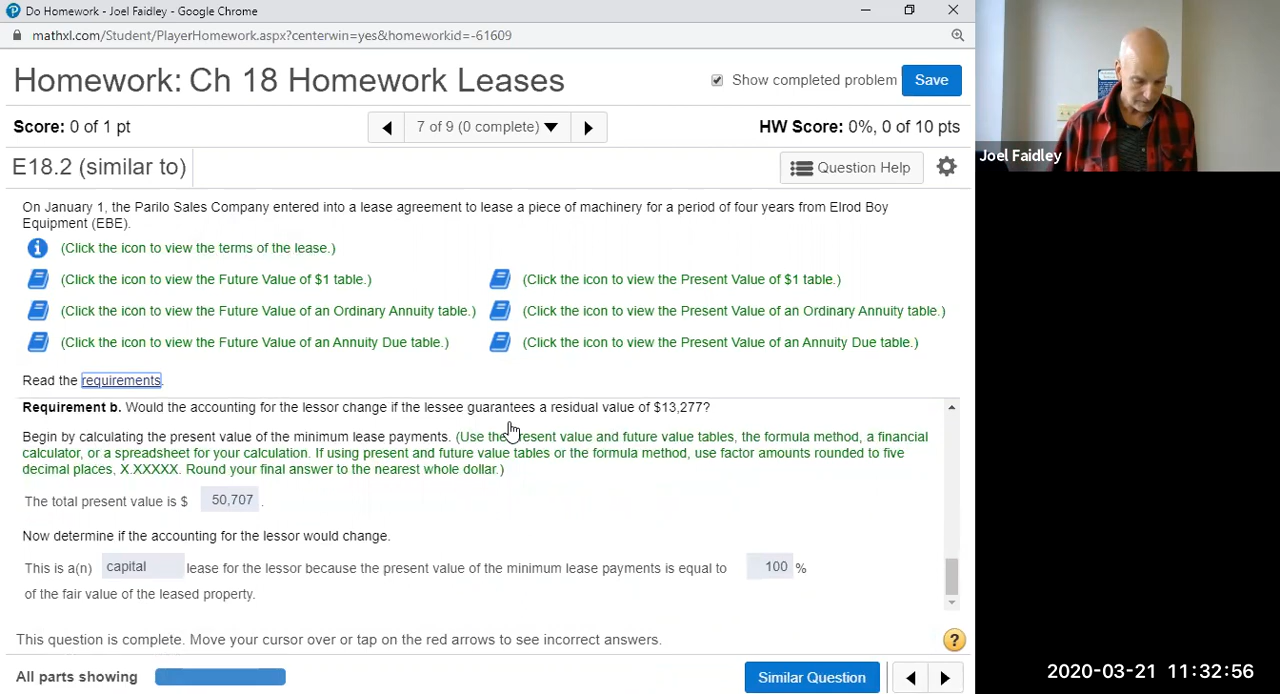 Do Homework - Joel Faidley - Google Chrome
mathxl.com/Student/PlayerHomework.aspx?centerwin=yes&homeworkid=-61609
Homework: Ch 18 Homework Leases
Show completed problem
Save
Score: 0 of 1 pt
7 of 9 (0 complete)
HW Score: 0%, 0 of 10 pts
E18.2 (similar to)
Question Help
Joel Faidley
On January 1, the Parilo Sales Company entered into a lease agreement to lease a piece of machinery for a period of four years from Elrod Boy
Equipment (EBE).
(Click the icon to view the terms of the lease.)
(Click the icon to view the Future Value of $1 table.)
(Click the icon to view the Present Value of $1 table.)
(Click the icon to view the Future Value of an Ordinary Annuity table.)
(Click the icon to view the Present Value of an Ordinary Annuity table.)
(Click the icon to view the Future Value of an Annuity Due table.)
(Click the icon to view the Present Value of an Annuity Due table.)
Read the requirements.
Requirement b. Would the accounting for the lessor change if the lessee guarantees a residual value of $13,277?
Begin by calculating the present value of the minimum lease payments. (Use the present value and future value tables, the formula method, a financial
calculator, or a spreadsheet for your calculation. If using present and future value tables or the formula method, use factor amounts rounded to five
decimal places, X.XXXXX. Round your final answer to the nearest whole dollar.)
The total present value is $ 50,707 .
Now determine if the accounting for the lessor would change.
This is a(n) capital lease for the lessor because the present value of the minimum lease payments is equal to 100 %
of the fair value of the leased property.
This question is complete. Move your cursor over or tap on the red arrows to see incorrect answers.
?
All parts showing
Similar Question
2020-03-21 11:32:56